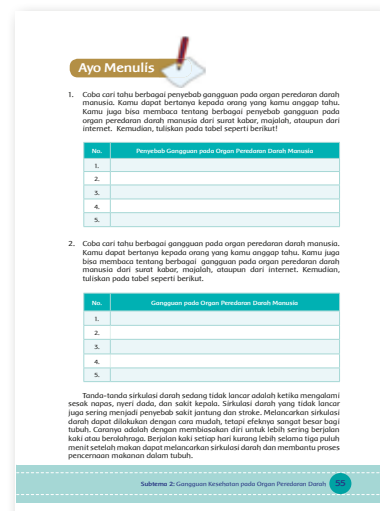 Ayo Menulis
1. Coba cari tahu berbagai penyebab gangguan pada organ peredaran darah
manusia. Kamu dapat bertanya kepada orang yang kamu anggap tahu.
Kamu juga bisa membaca tentang berbagai penyebab gangguan pada
organ peredaran darah manusia dari surat kabar, majalah, ataupun dari
internet. Kemudian, tuliskan pada tabel seperti berikut!
No. Penyebab Gangguan pada Organ Peredaran Darah Manusia
1.
2.
3.
4.
5.
2. Coba cari tahu berbagai gangguan pada organ peredaran darah manusia.
Kamu dapat bertanya kepada orang yang kamu anggap tahu. Kamu juga
bisa membaca tentang berbagai gangguan pada organ peredaran darah
manusia dari surat kabar, majalah, ataupun dari internet. Kemudian,
tuliskan pada tabel seperti berikut.
No. Gangguan pada Organ Peredaran Darah Manusia
1.
2.
3.
4.
5.
Tanda-tanda sirkulasi darah sedang tidak lancar adalah ketika mengalami
sesak napas, nyeri dada, dan sakit kepala. Sirkulasi darah yang tidak lancar
juga sering menjadi penyebab sakit jantung dan stroke. Melancarkan sirkulasi
darah dapat dilakukan dengan cara mudah, tetapi efeknya sangat besar bagi
tubuh. Caranya adalah dengan membiasakan diri untuk lebih sering berjalan
kaki atau berolahraga. Berjalan kaki setiap hari kurang lebih selama tiga puluh
menit setelah makan dapat melancarkan sirkulasi darah dan membantu proses
pencernaan makanan dalam tubuh.
Subtema 2: Gangguan Kesehatan pada Organ Peredaran Darah 55